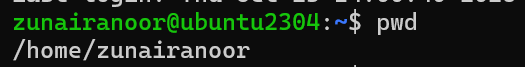 zunairanoor@ubuntu2304:~$ pwd
/home/zunairanoor